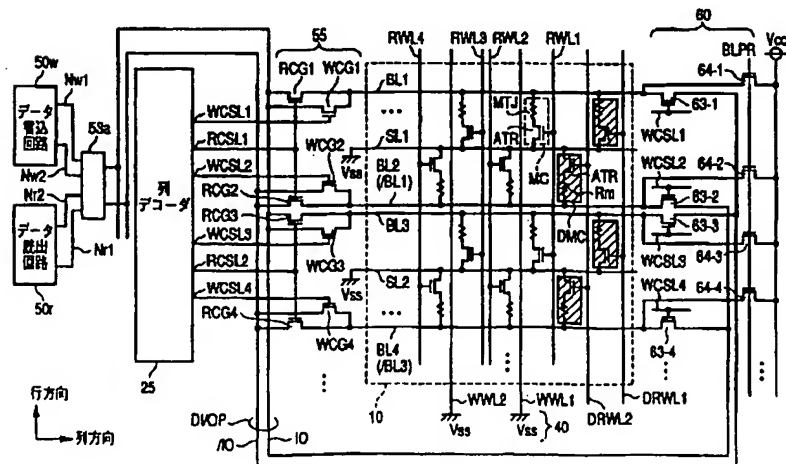 55
RWL4
RWL3
RWL2
RWL1
60
BLPR
Vcc
50w
Nw1
RCG1
WCG1
BL1
64-1
データ
書込
回路
53a
WCSL1
MTJ
63-1
RCSL1
ATR
WCSL1
SL1
Nw2
WCSL2
WCG2
Vss
MC
WCSL2
64-2
Nr2
列
デコーダ
RCG2
BL2
(/BL1)
ATR
Rm
データ
読出
回路
RCG3
DMC
63-2
63-3
WCSL3
BL3
Nr1
WCG3
64-3
RCSL2
WCSL3
SL2
50r
WCSL4
Vss
WCSL4
64-4
RCG4
WCG4
BL4
(/BL3)
63-4
25
行方向
列方向
10
WWL2
WWL1
DRWL2
DRWL1
Vss
Vss
40
DI/OP
/IO
IO